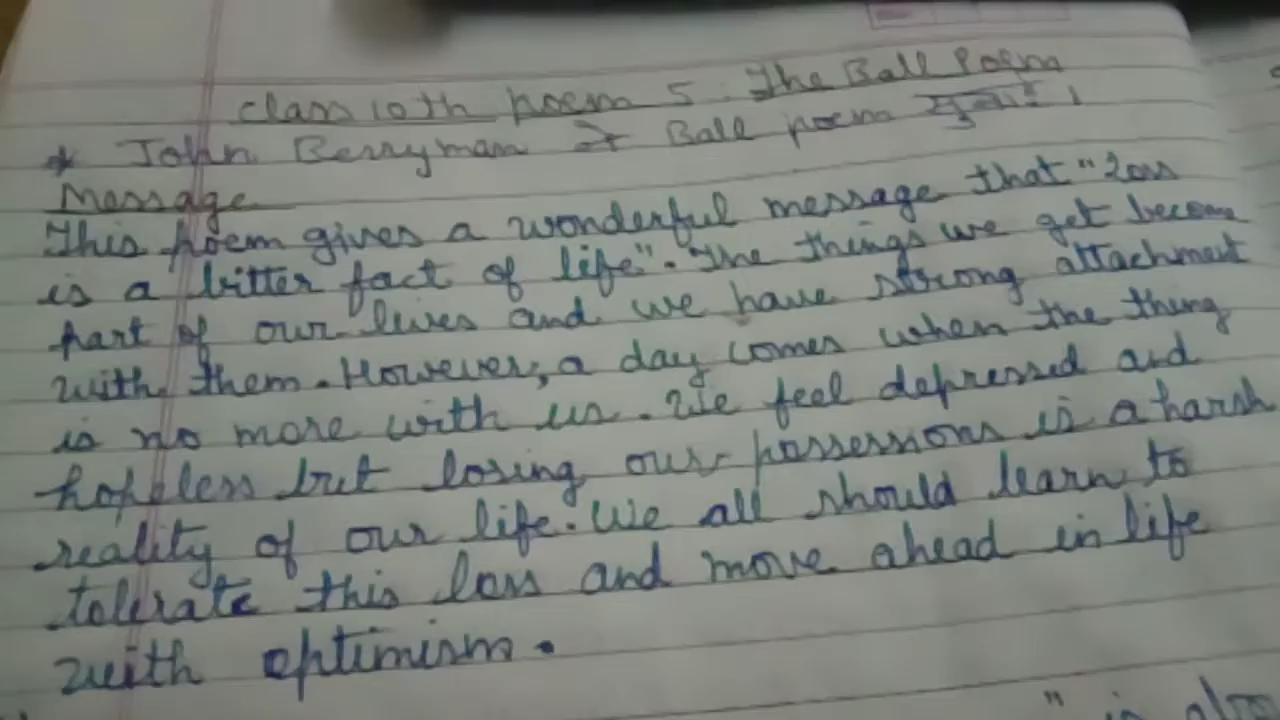 Class 10th poem 5 The Ball Poem
* John Berryman ने Ball poem सुनाई।
Message
This poem gives a wonderful message that "Loss
is a bitter fact of life". The things we get become
part of our lives and we have strong attachment
with them. However, a day comes when the thing
is no more with us. We feel depressed and
hopeless but losing our possessions is a harsh
reality of our life. We all should learn to
tolerate this loss and move ahead in life
with optimism.
" is also